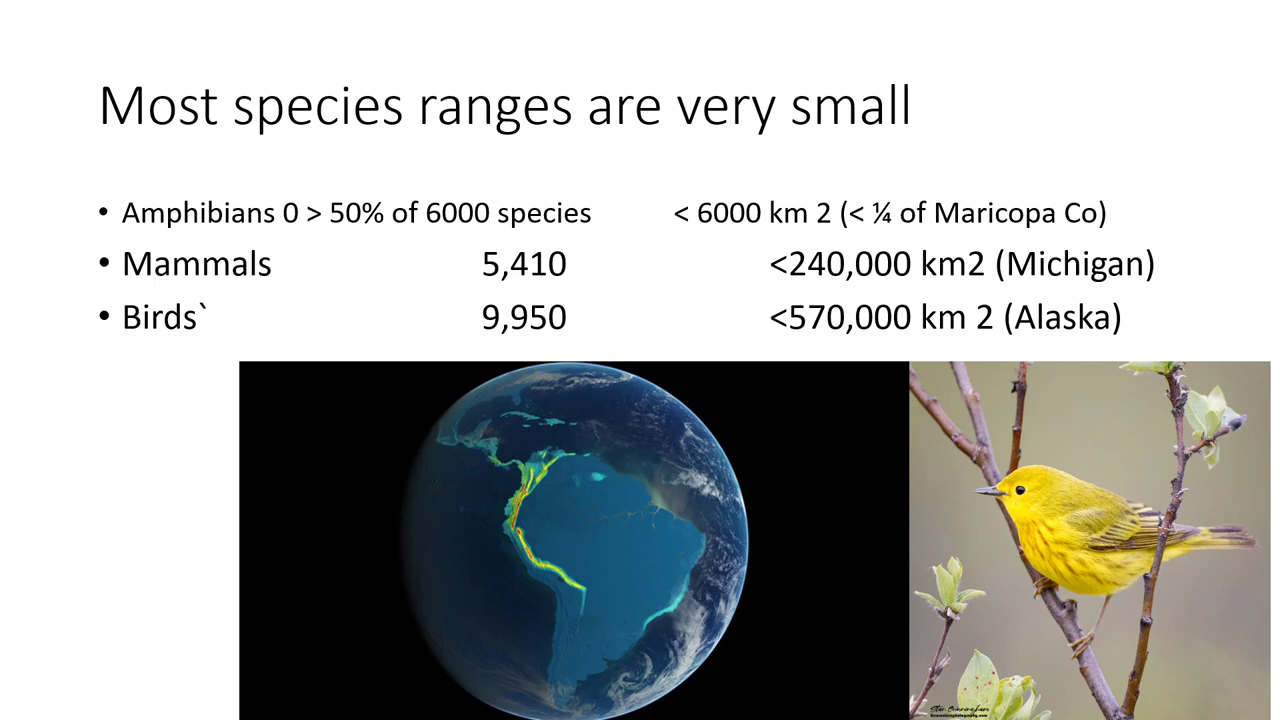 Most species ranges are very small
• Amphibians 0 > 50% of 6000 species < 6000 km 2 (< ¼ of Maricopa Co)
• Mammals 5,410 <240,000 km2 (Michigan)
• Birds` 9,950 <570,000 km 2 (Alaska)